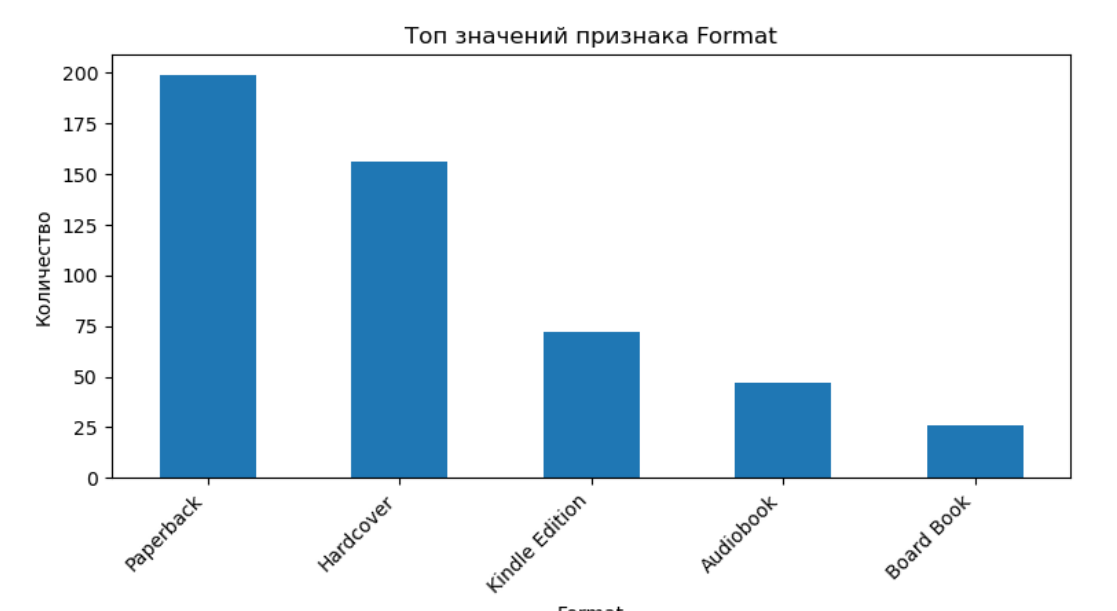 Топ значений признака Format
200
175
150
125
100
75
50
25
0
Количество
Paperback
Hardcover
Kindle Edition
Audiobook
Board Book
Format